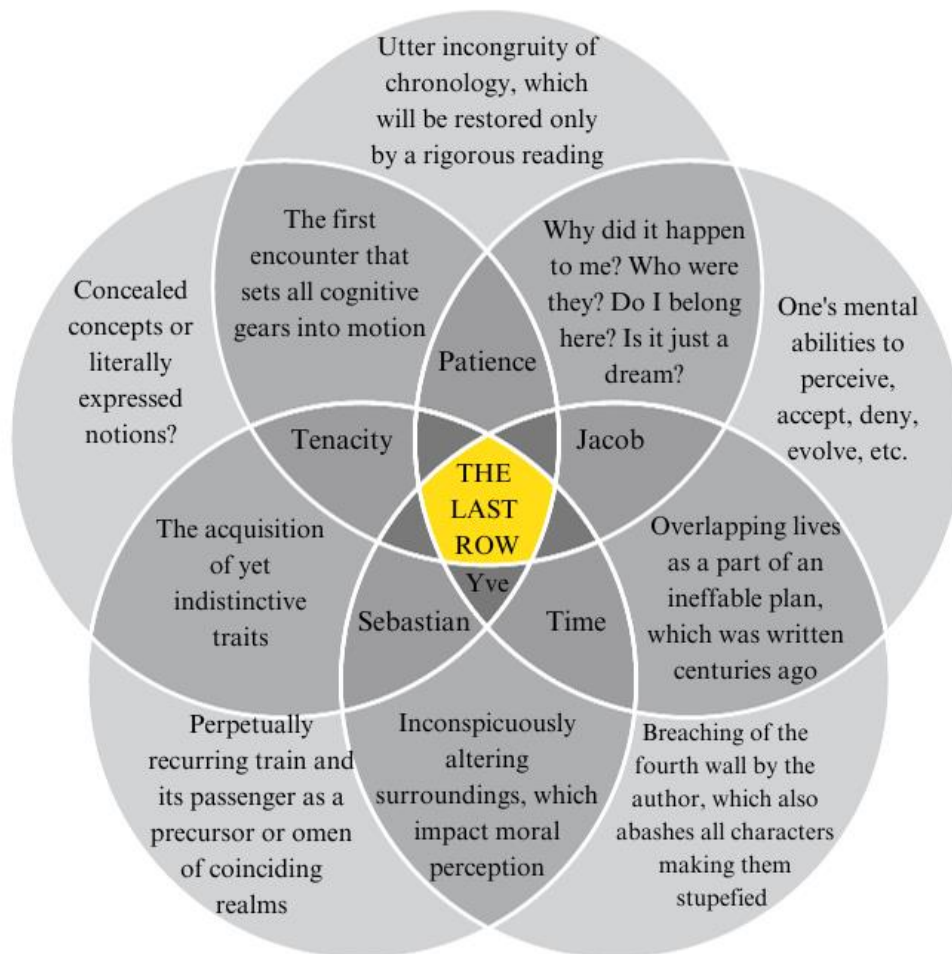 Utter incongruity of
chronology, which
will be restored only
by a rigorous reading
The first
encounter that
sets all cognitive
gears into motion
Why did it happen
to me? Who were
they? Do I belong
here? Is it just a
dream?
Concealed
concepts or
literally
expressed
notions?
One's mental
abilities to
perceive,
accept, deny,
evolve, etc.
Patience
Tenacity
Jacob
THE
LAST
ROW
The acquisition
of yet
indistinctive
traits
Overlapping lives
as a part of an
ineffable plan,
which was written
centuries ago
Yve
Sebastian
Time
Perpetually
recurring train and
its passenger as a
precursor or omen
of coinciding
realms
Inconspicuously
altering
surroundings, which
impact moral
perception
Breaching of the
fourth wall by the
author, which also
abashes all characters
making them
stupefied